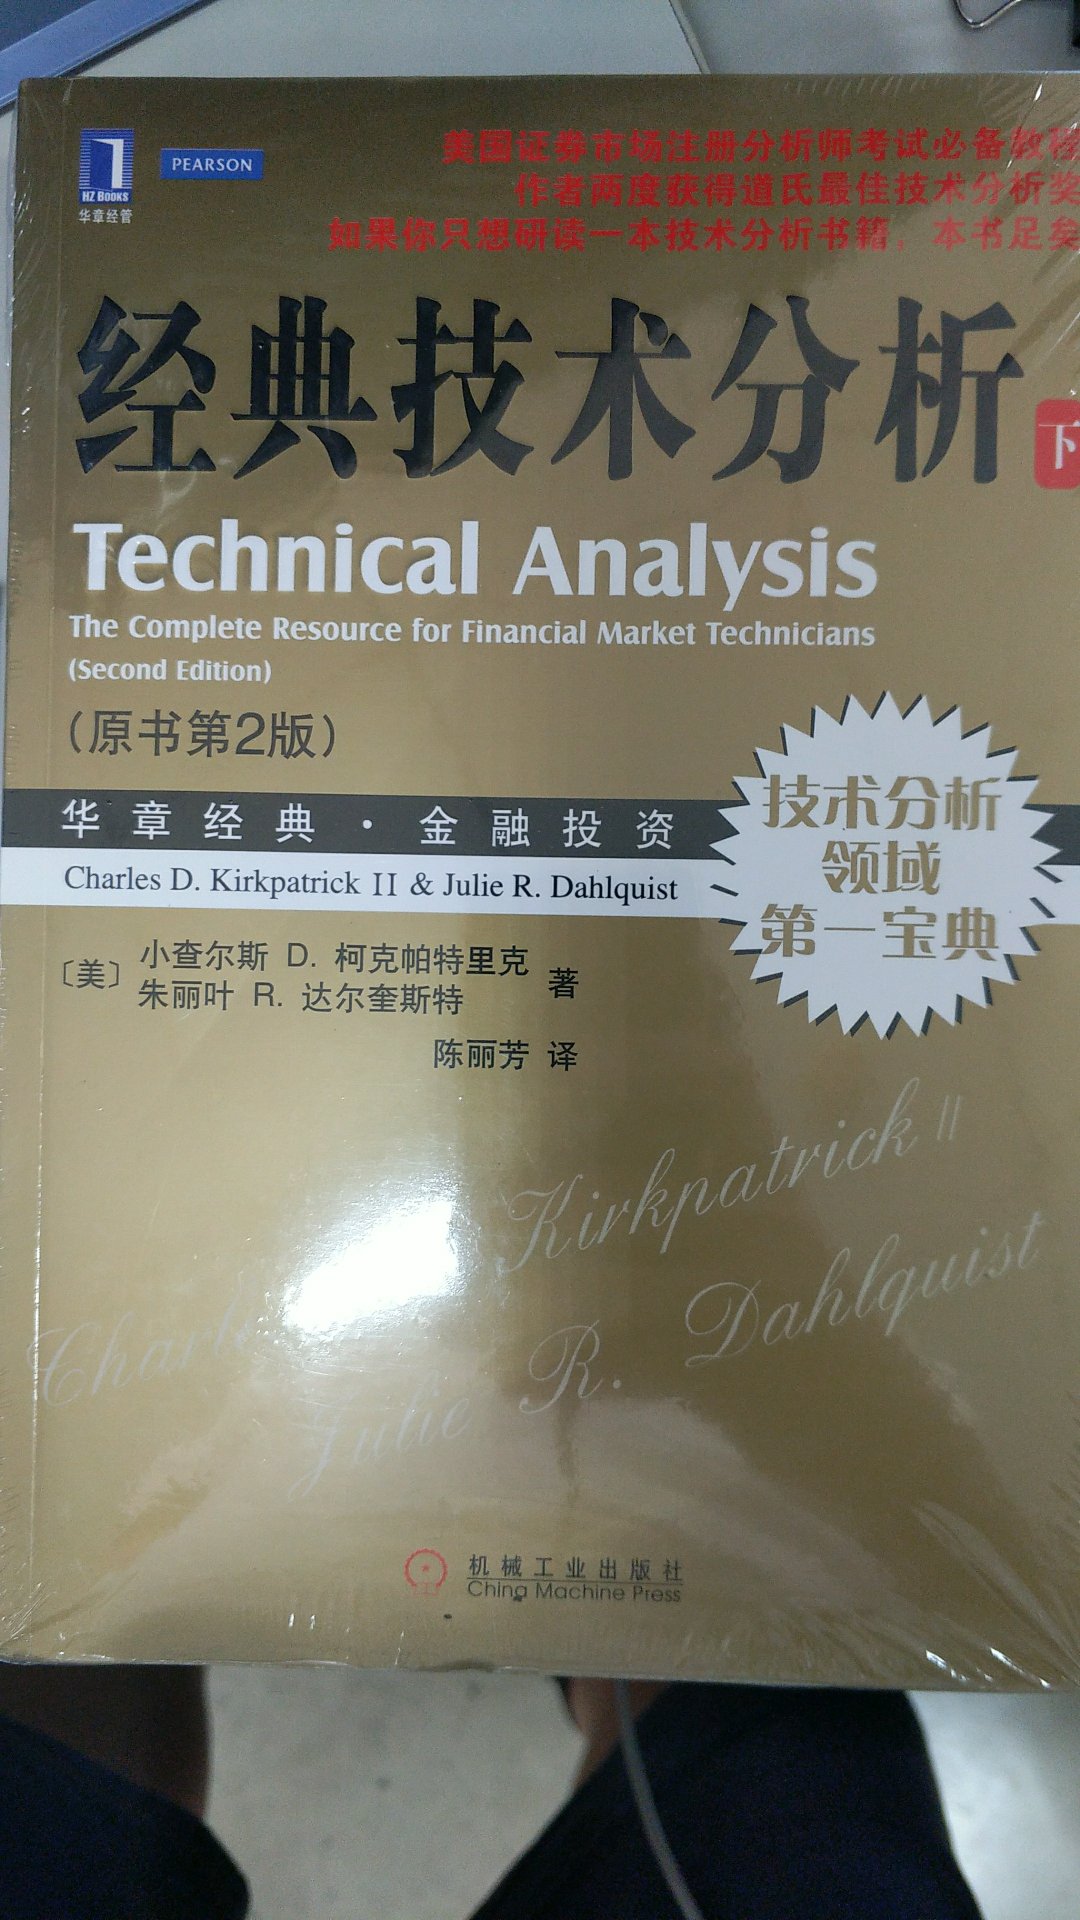 HZ BOOKS
华章经管
PEARSON
美国证券市场注册分析师考试必备教程
作者两度获得道氏最佳技术分析奖
如果你只想研读一本技术分析书籍，本书足矣
经典技术分析
下
Technical Analysis
The Complete Resource for Financial Market Technicians
(Second Edition)
（原书第2版）
华章经典·金融投资
Charles D. Kirkpatrick II & Julie R. Dahlquist
技术分析
领域
第一宝典
〔美〕
小查尔斯 D. 柯克帕特里克
朱丽叶 R. 达尔奎斯特
著
陈丽芳 译
Kirkpatrick II
Julie R. Dahlquist
机械工业出版社
China Machine Press